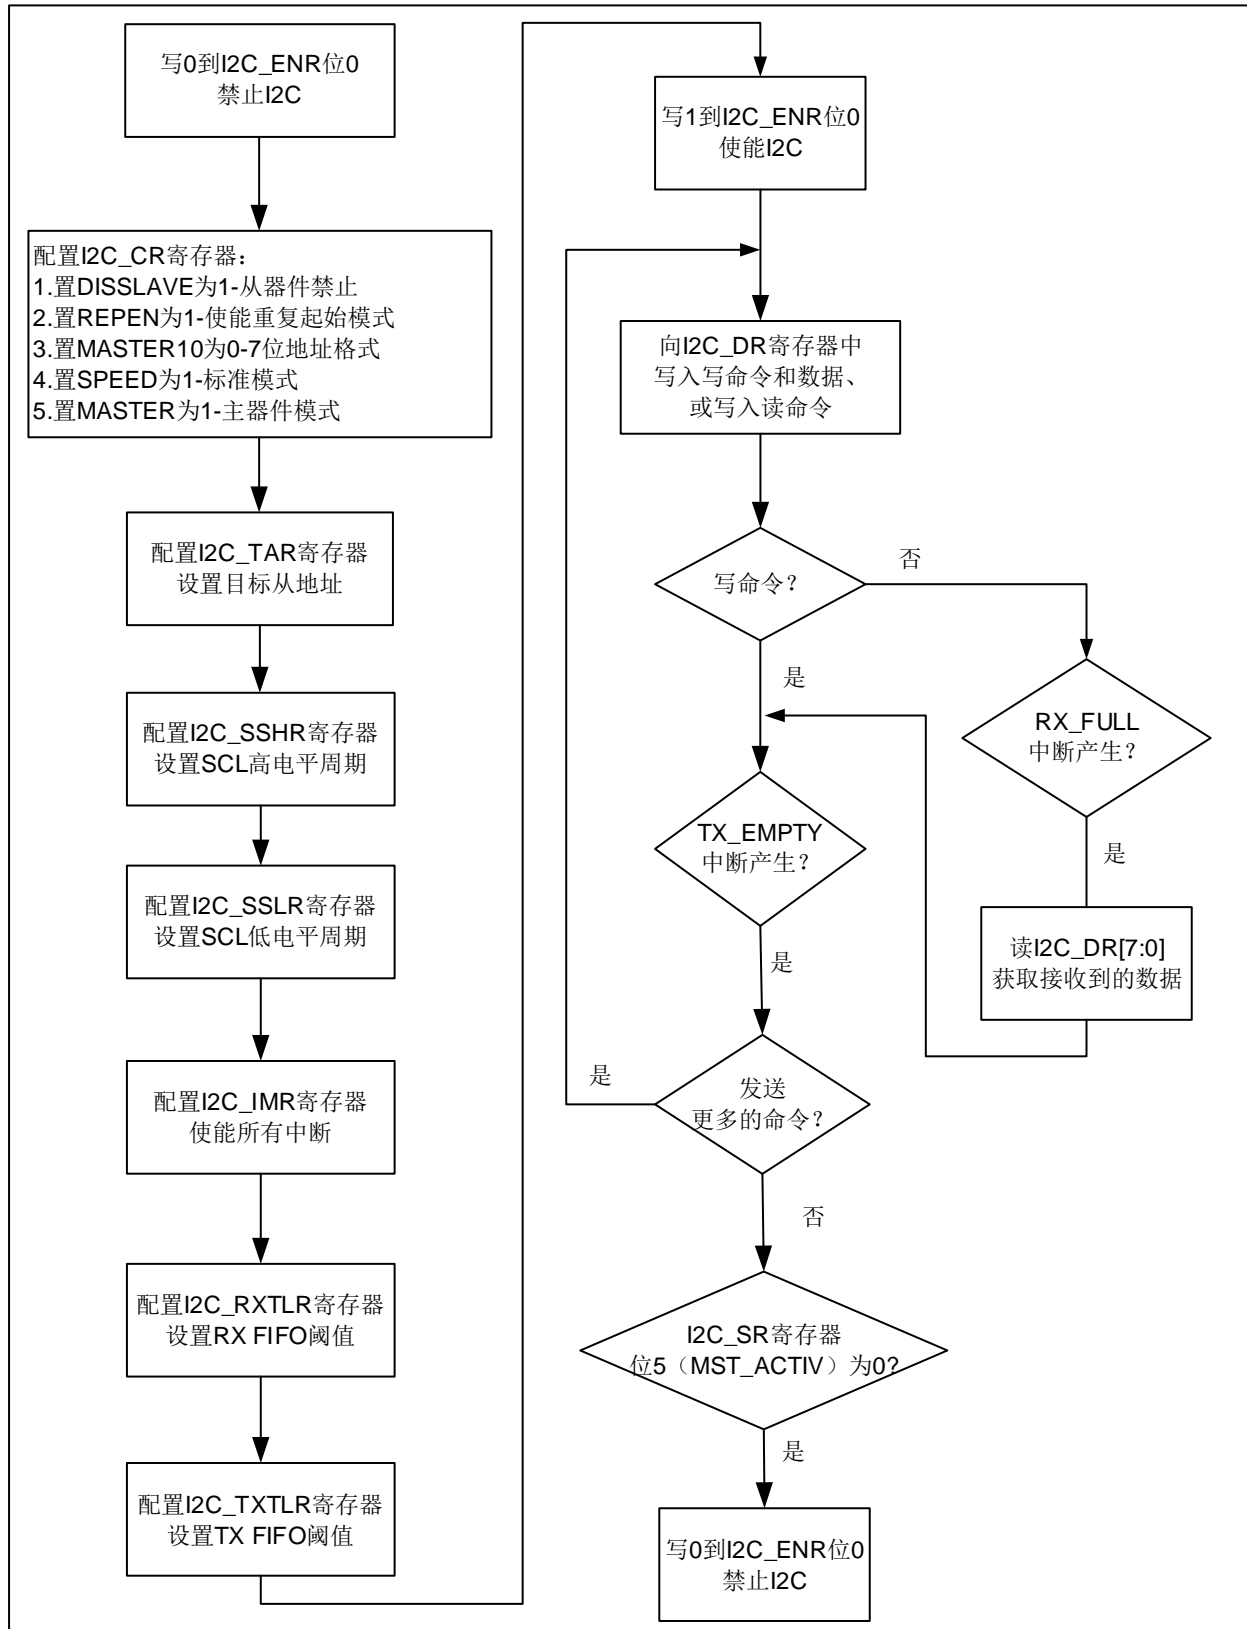 写0到I2C_ENR位0
禁止I2C
配置I2C_CR寄存器：
1.置DISSLAVE为1-从器件禁止
2.置REPEN为1-使能重复起始模式
3.置MASTER10为0-7位地址格式
4.置SPEED为1-标准模式
5.置MASTER为1-主器件模式
配置I2C_TAR寄存器
设置目标从地址
配置I2C_SSHR寄存器
设置SCL高电平周期
配置I2C_SSLR寄存器
设置SCL低电平周期
配置I2C_IMR寄存器
使能所有中断
配置I2C_RXTLR寄存器
设置RX FIFO阈值
配置I2C_TXTLR寄存器
设置TX FIFO阈值
写1到I2C_ENR位0
使能I2C
向I2C_DR寄存器中
写入写命令和数据、
或写入读命令
写命令？
否
是
RX_FULL
中断产生？
是
读I2C_DR[7:0]
获取接收到的数据
TX_EMPTY
中断产生？
是
发送
更多的命令？
是
否
I2C_SR寄存器
位5（MST_ACTIV）为0?
是
写0到I2C_ENR位0
禁止I2C